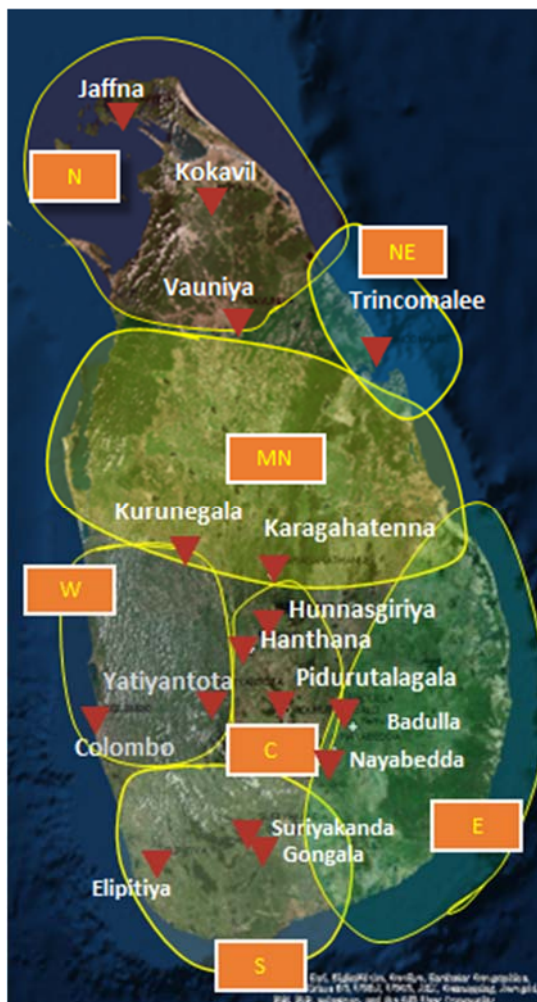 Jaffna
N
Kokavil
NE
Vauniya
Trincomalee
MN
Kurunegala
Karagahatenna
W
Hunnasgiriya
Hanthana
Yatiyantota
Pidurutalagala
Badulla
Colombo
C
Nayabedda
Suriyakanda
E
Gongala
Elipitiya
S